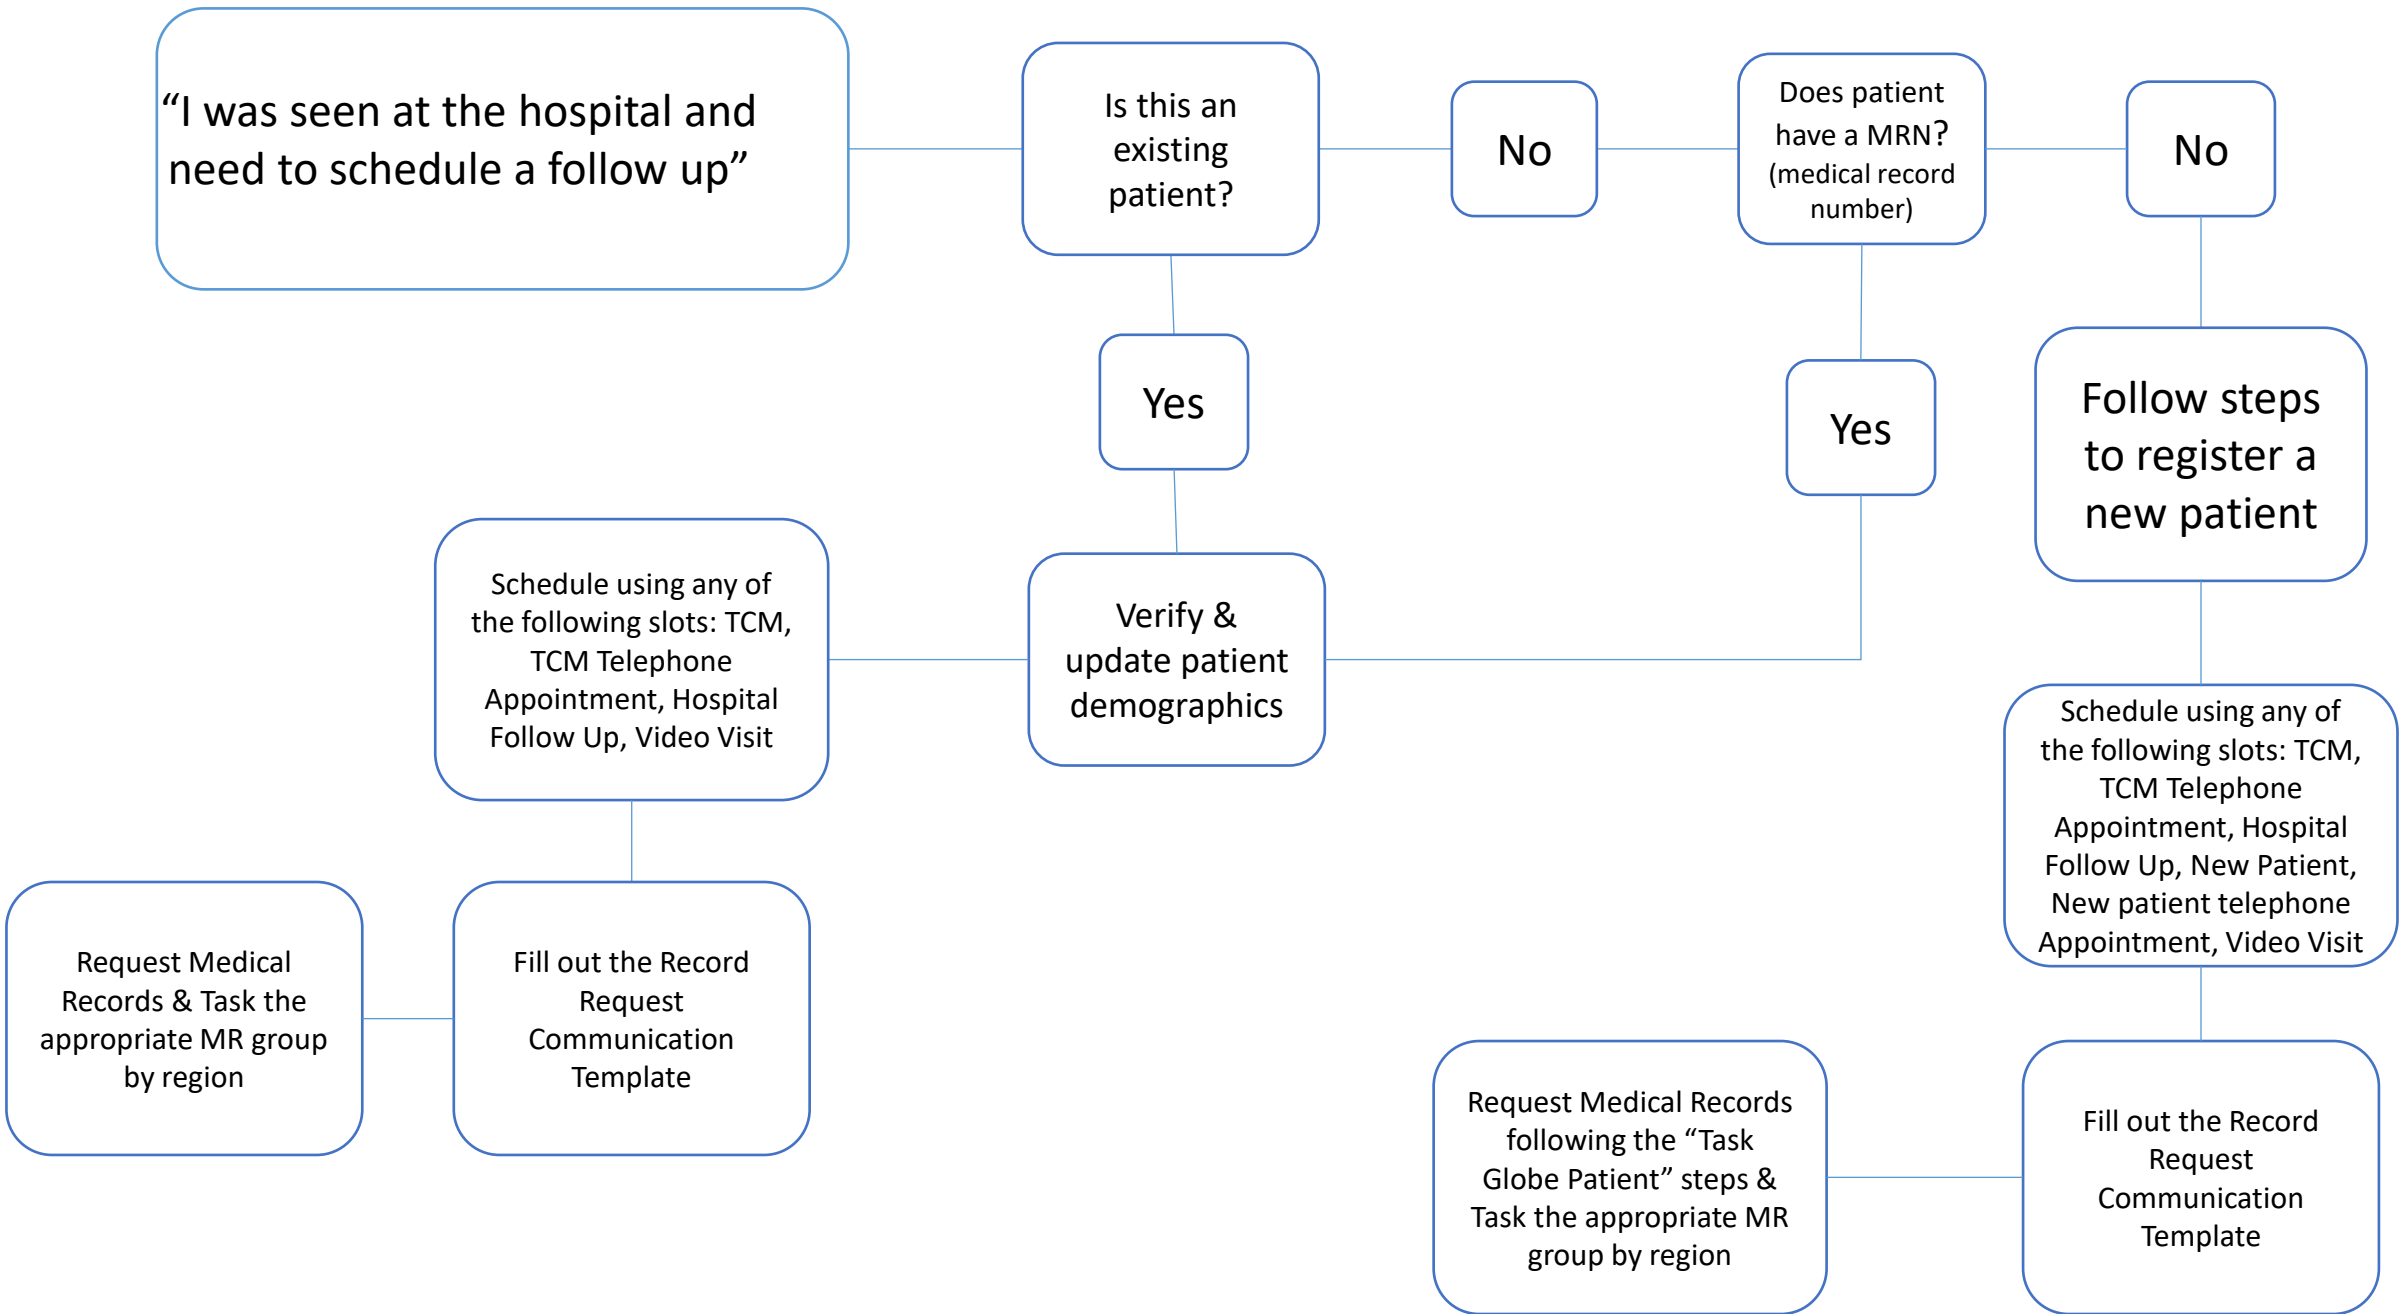 “I was seen at the hospital and
need to schedule a follow up”
Is this an
existing
patient?
No
Does patient
have a MRN?
(medical record
number)
No
Yes
Yes
Follow steps
to register a
new patient
Schedule using any of
the following slots: TCM,
TCM Telephone
Appointment, Hospital
Follow Up, Video Visit
Verify &
update patient
demographics
Schedule using any of
the following slots: TCM,
TCM Telephone
Appointment, Hospital
Follow Up, New Patient,
New patient telephone
Appointment, Video Visit
Request Medical
Records & Task the
appropriate MR group
by region
Fill out the Record
Request
Communication
Template
Request Medical Records
following the “Task
Globe Patient” steps &
Task the appropriate MR
group by region
Fill out the Record
Request
Communication
Template